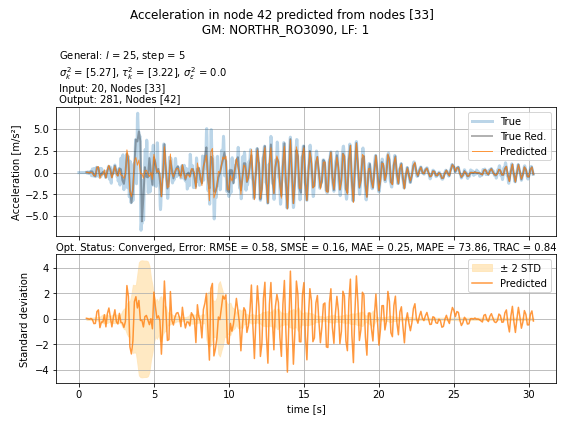 Acceleration in node 42 predicted from nodes [33]
GM: NORTHR_RO3090, LF: 1
General: l = 25, step = 5
σ²ₖ = [5.27], τ²ₖ = [3.22], σ²ε = 0.0
Input: 20, Nodes [33]
Output: 281, Nodes [42]
Acceleration [m/s²]
5.0
2.5
0.0
−2.5
−5.0
True
True Red.
Predicted
Opt. Status: Converged, Error: RMSE = 0.58, SMSE = 0.16, MAE = 0.25, MAPE = 73.86, TRAC = 0.84
Standard deviation
4
2
0
−2
−4
± 2 STD
Predicted
0 5 10 15 20 25 30
time [s]